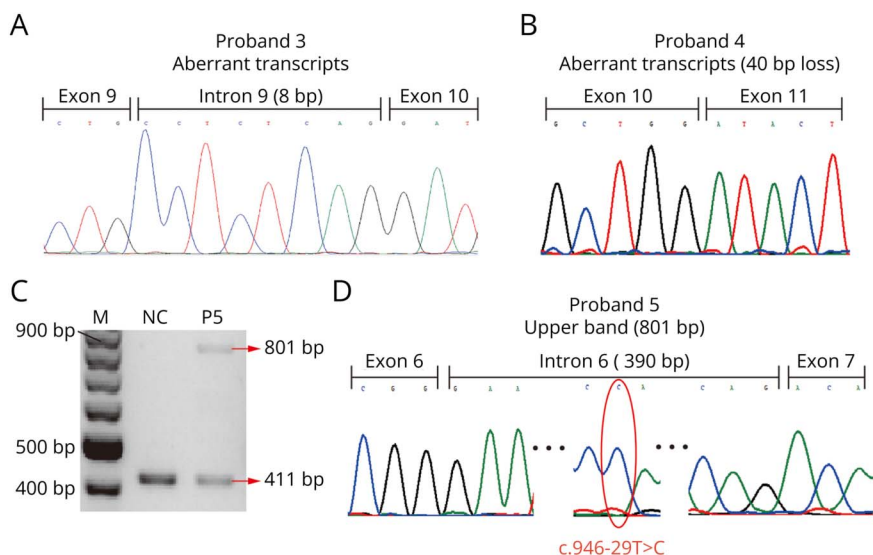 A
Proband 3
Aberrant transcripts
Exon 9
Intron 9 (8 bp)
Exon 10
C T G C C T C T C A G G A T
B
Proband 4
Aberrant transcripts (40 bp loss)
Exon 10
Exon 11
G C T G G A T A C T
C
M NC P5
900 bp
801 bp
500 bp
400 bp
411 bp
D
Proband 5
Upper band (801 bp)
Exon 6
Intron 6 ( 390 bp)
Exon 7
C G G G A A C C A C A G A C A
c.946-29T>C